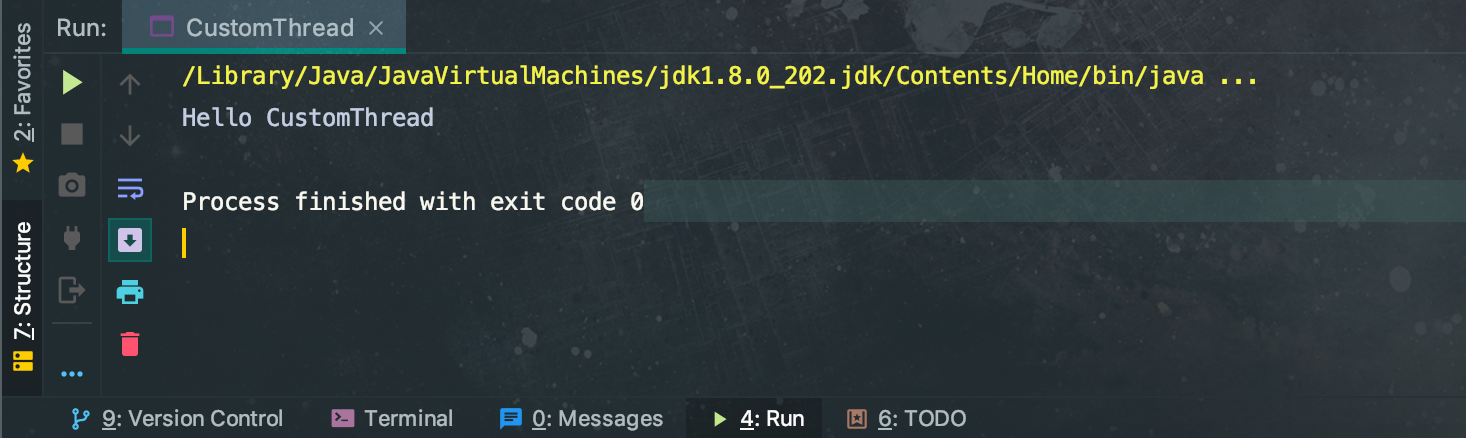 Run: CustomThread
2: Favorites
7: Structure
/Library/Java/JavaVirtualMachines/jdk1.8.0_202.jdk/Contents/Home/bin/java ...
Hello CustomThread
Process finished with exit code 0
9: Version Control Terminal 0: Messages 4: Run 6: TODO